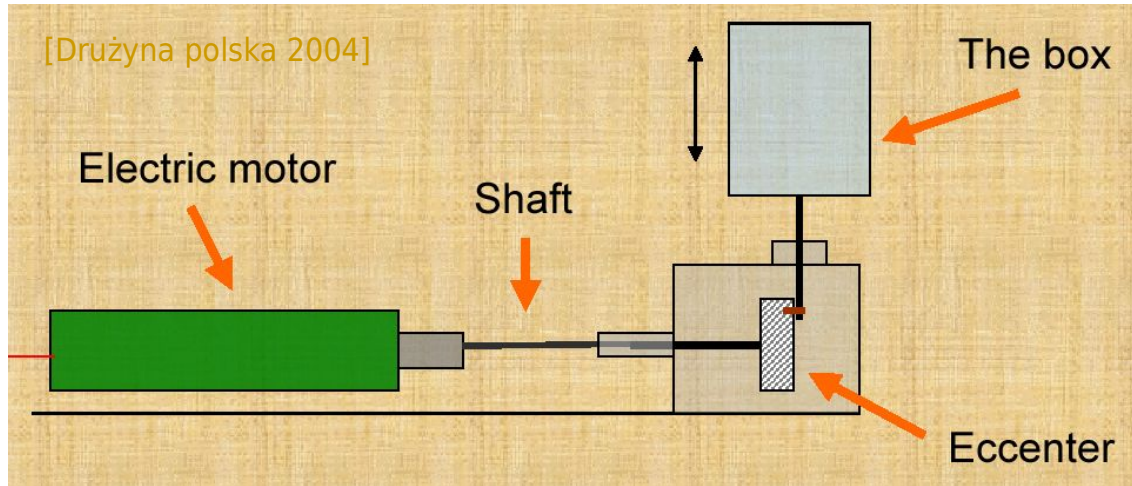 [Drużyna polska 2004]
The box
Electric motor
Shaft
Eccenter